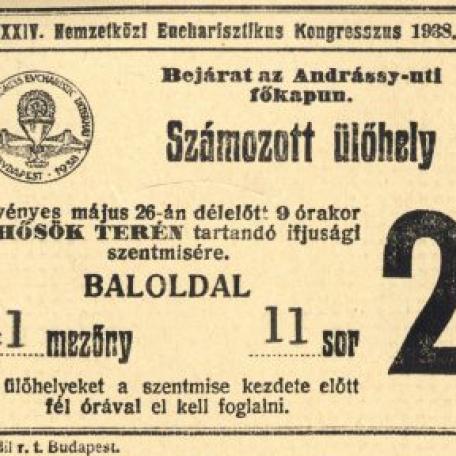 XXIV. Nemzetközi Eucharisztikus Kongresszus 1938.
Bejárat az Andrássy-uti
főkapun.
Számozott ülőhely
BUDAPEST - 1938
vényes május 26-án délelőtt 9 órakor
HŐSÖK TERÉN tartandó ifjusági
szentmisére.
2
BALOLDAL
1 mezőny 11 sor
ülőhelyeket a szentmise kezdete előtt
fél órával el kell foglalni.
r. t. Budapest.